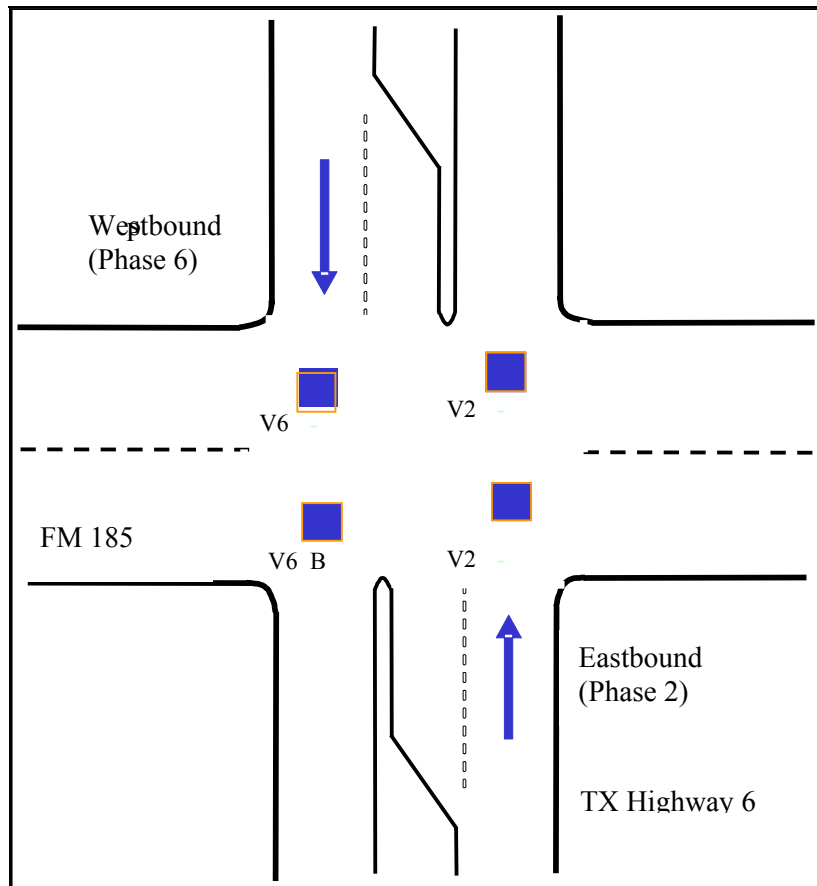 Westbound
(Phase 6)
V6
V2
FM 185
V6 B
V2
Eastbound
(Phase 2)
TX Highway 6